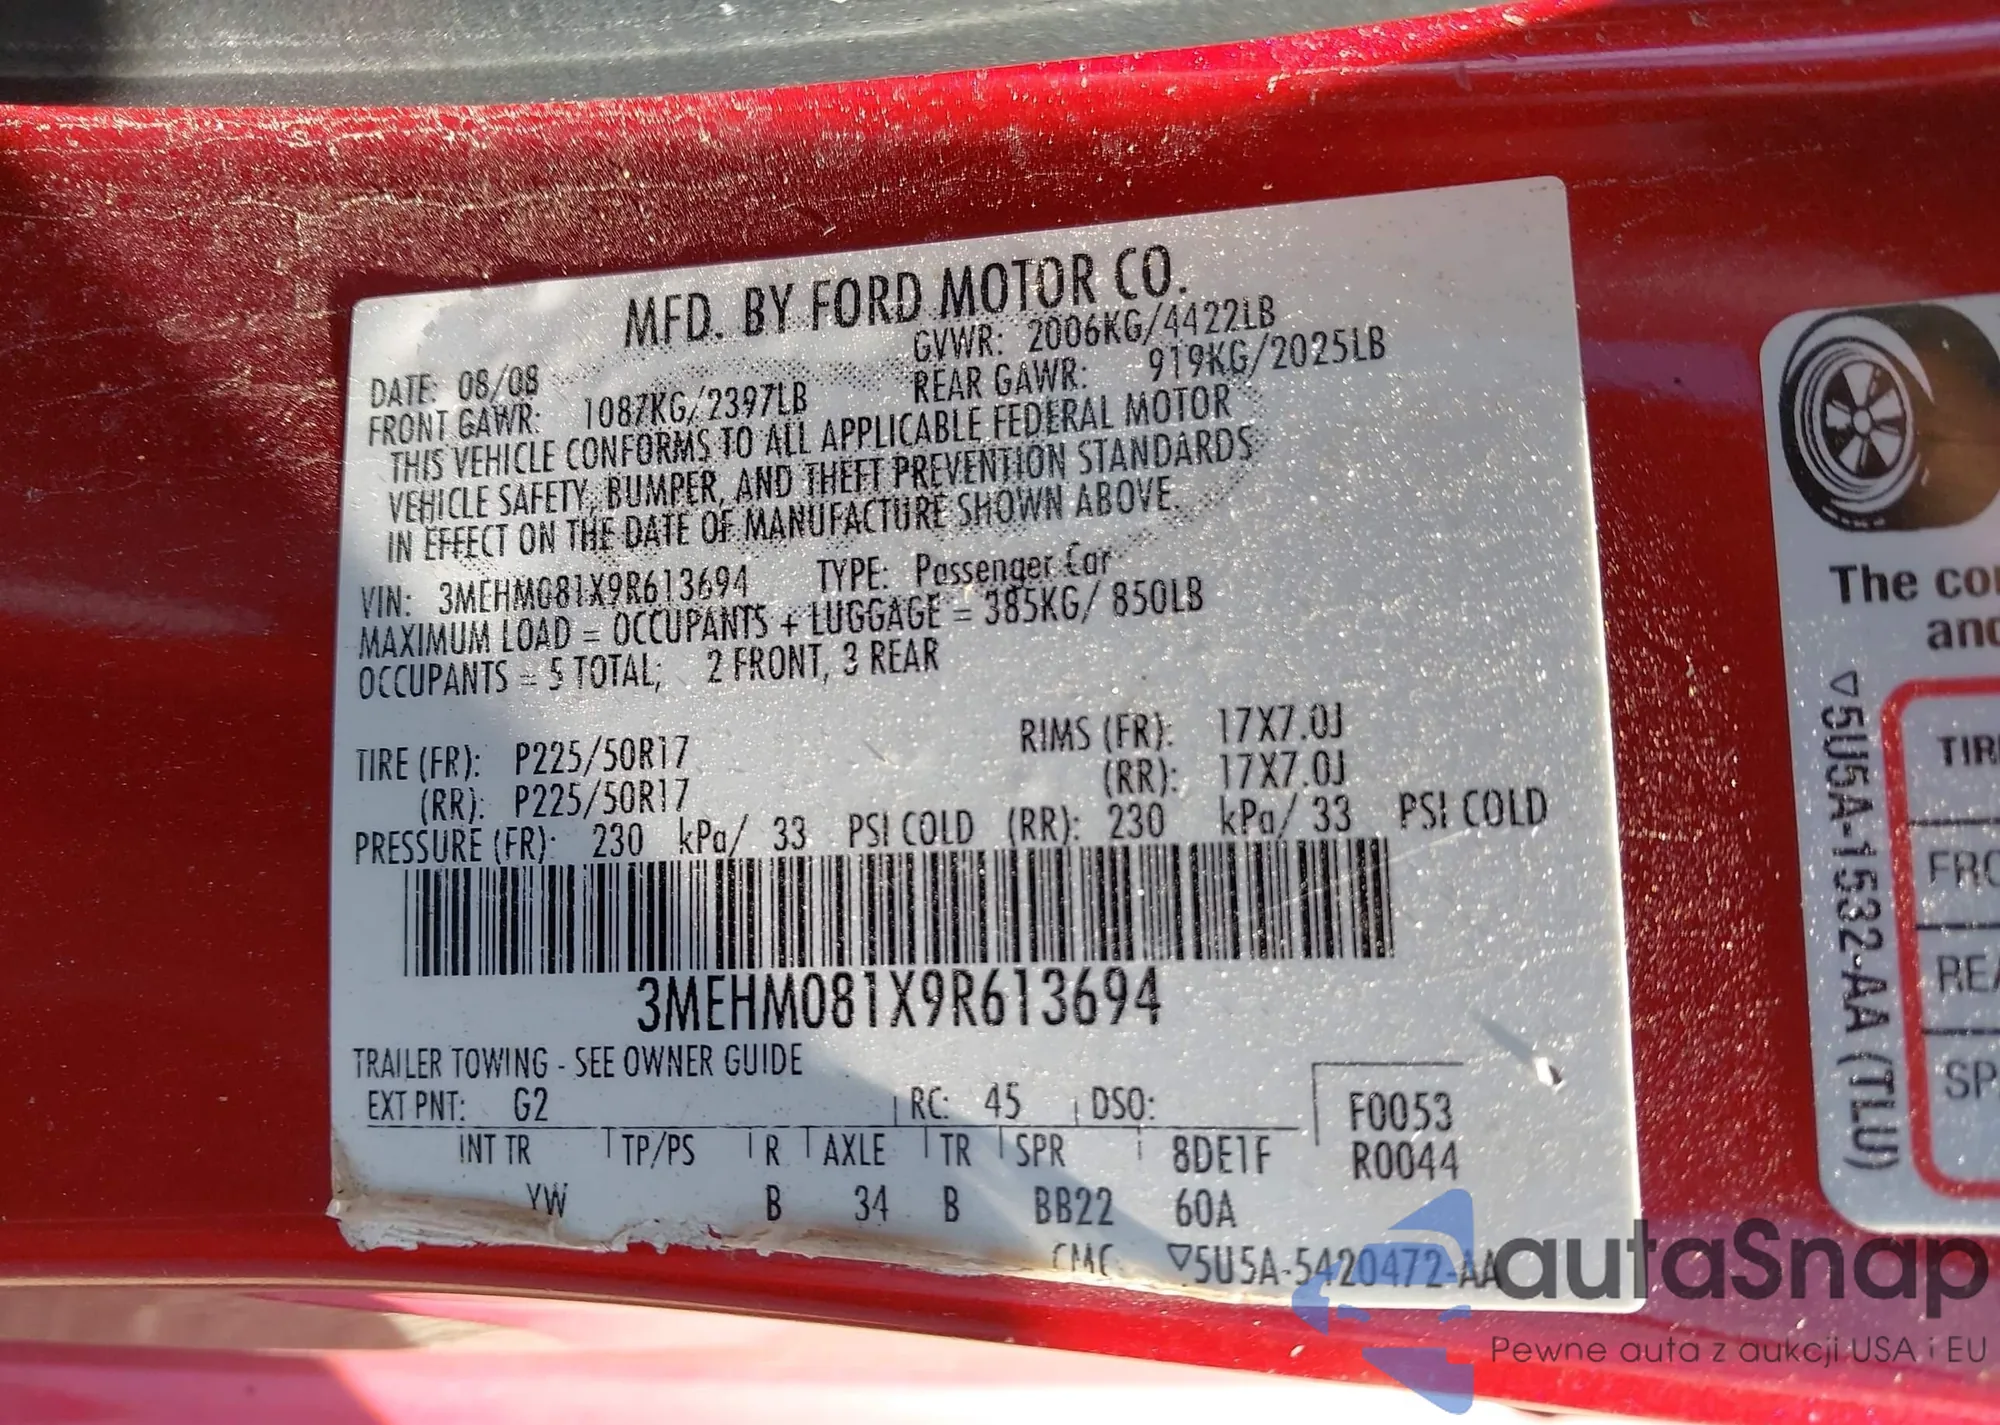 MFD. BY FORD MOTOR CO.
DATE: 08/08 GVWR: 2006KG/4422LB
FRONT GAWR: 1087KG/2397LB REAR GAWR: 919KG/2025LB
THIS VEHICLE CONFORMS TO ALL APPLICABLE FEDERAL MOTOR
VEHICLE SAFETY, BUMPER, AND THEFT PREVENTION STANDARDS
IN EFFECT ON THE DATE OF MANUFACTURE SHOWN ABOVE.
VIN: 3MEHM081X9R613694 TYPE: Passenger Car
MAXIMUM LOAD = OCCUPANTS + LUGGAGE = 385KG/ 850LB
OCCUPANTS = 5 TOTAL; 2 FRONT, 3 REAR
TIRE (FR): P225/50R17 RIMS (FR): 17X7.0J
(RR): P225/50R17 (RR): 17X7.0J
PRESSURE (FR): 230 kPa/ 33 PSI COLD (RR): 230 kPa/ 33 PSI COLD
3MEHM081X9R613694
TRAILER TOWING - SEE OWNER GUIDE
EXT PNT: G2 RC: 45 DSO: F0053
INT TR TP/PS R AXLE TR SPR 8DE1F R0044
YW B 34 B BB22 60A
▽5U5A-5420472-AA
The
and
▽5U5A-1532-AA (TLU)
autaSnap
Pewne auta z aukcji USA i EU